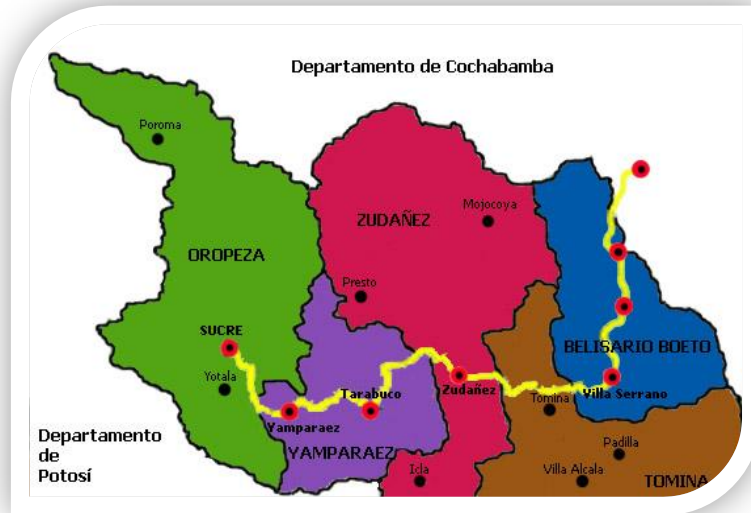 Departamento de Cochabamba
Poroma
Mojocoya
ZUDAÑEZ
OROPEZA
Presto
SUCRE
BELISARIO BOETO
Yotala
Zudañez
Villa Serrano
Tarabuco
Tomina
Yamparaez
Departamento
de
Potosí
YAMPARAEZ
Padilla
Icla
Villa Alcala
TOMINA